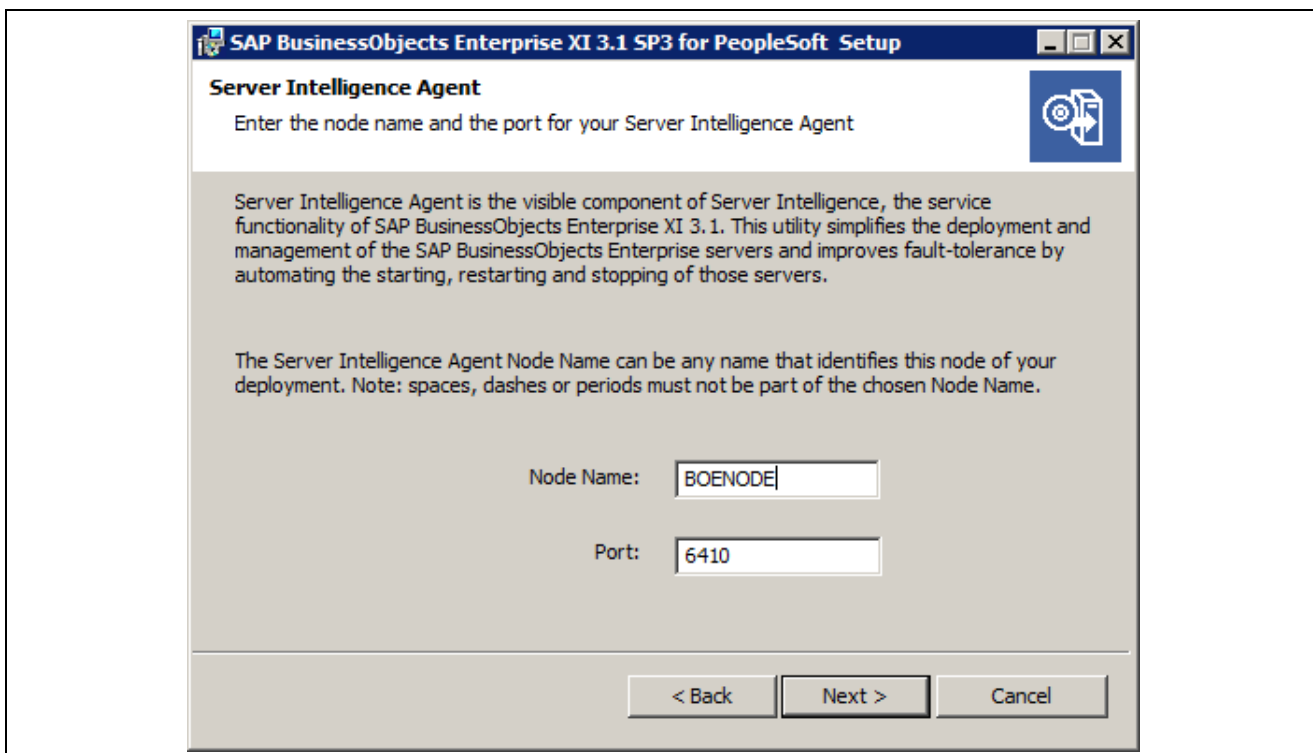 SAP BusinessObjects Enterprise XI 3.1 SP3 for PeopleSoft Setup
Server Intelligence Agent
Enter the node name and the port for your Server Intelligence Agent
Server Intelligence Agent is the visible component of Server Intelligence, the service
functionality of SAP BusinessObjects Enterprise XI 3.1. This utility simplifies the deployment and
management of the SAP BusinessObjects Enterprise servers and improves fault-tolerance by
automating the starting, restarting and stopping of those servers.
The Server Intelligence Agent Node Name can be any name that identifies this node of your
deployment. Note: spaces, dashes or periods must not be part of the chosen Node Name.
Node Name: BOENODE
Port: 6410
< Back Next > Cancel